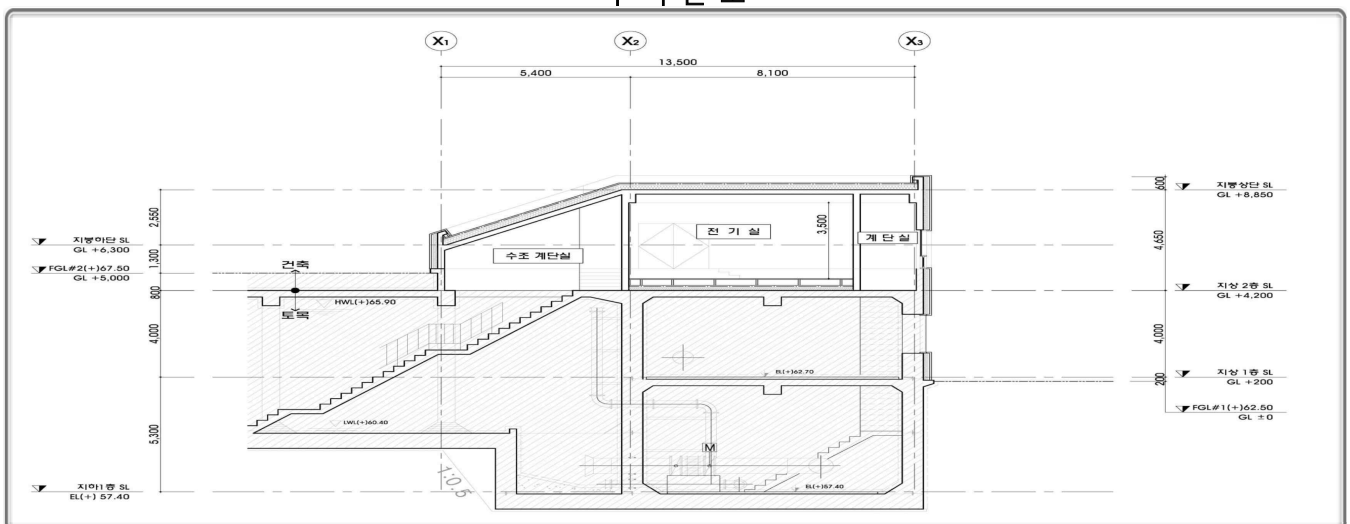 X1 X2 X3
13,500
5,400 8,100
지붕상단 SL
GL +8,850
600
2,550
전 기 실
3,500
계 단 실
4,650
지붕하단 SL
GL +6,300
수조 계단실
1,300
FGL#2(+)67.50
GL +5,000
건축
800
지상 2층 SL
GL +4,200
HWL(+)65.90
토목
4,000
4,000
EL(+)62.70
지상 1층 SL
GL +200
200
FGL#1(+)62.50
GL ±0
LWL(+)60.40
5,300
M
1:0.5
지하1층 SL
EL(+) 57.40
EL(+)57.40